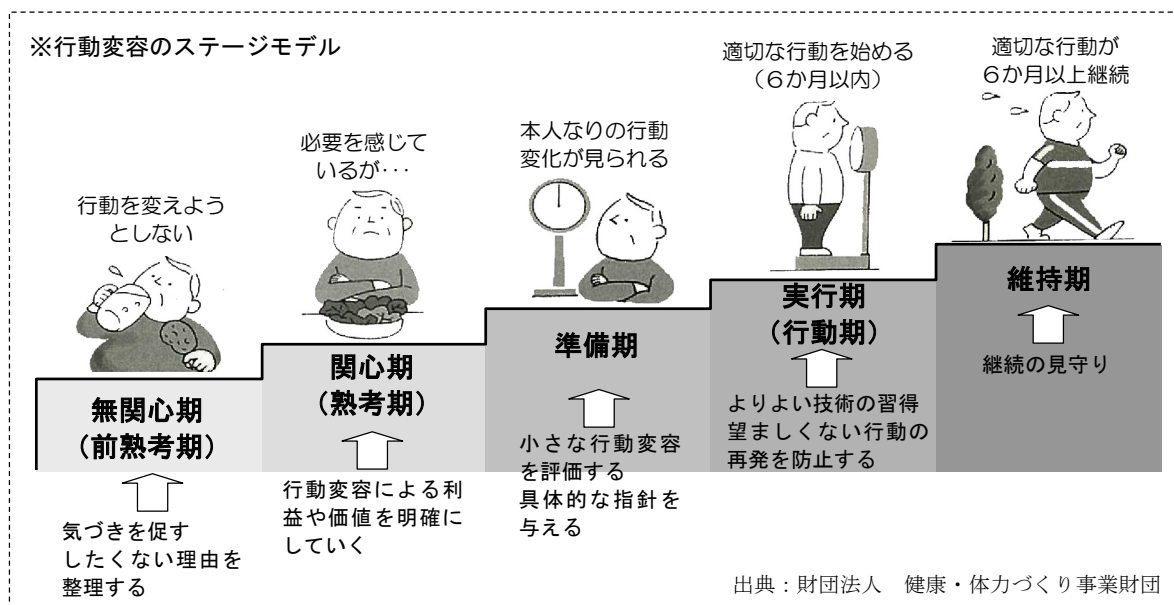 ※行動変容のステージモデル
行動を変えよう
としない
必要を感じて
いるが･･･
本人なりの行動
変化が見られる
適切な行動を始める
（６か月以内）
適切な行動が
６か月以上継続
無関心期
（前熟考期）
関心期
（熟考期）
準備期
実行期
（行動期）
維持期
気づきを促す
したくない理由を
整理する
行動変容による利
益や価値を明確に
していく
小さな行動変容
を評価する
具体的な指針を
与える
よりよい技術の習得
望ましくない行動の
再発を防止する
継続の見守り
出典：財団法人　健康・体力づくり事業財団